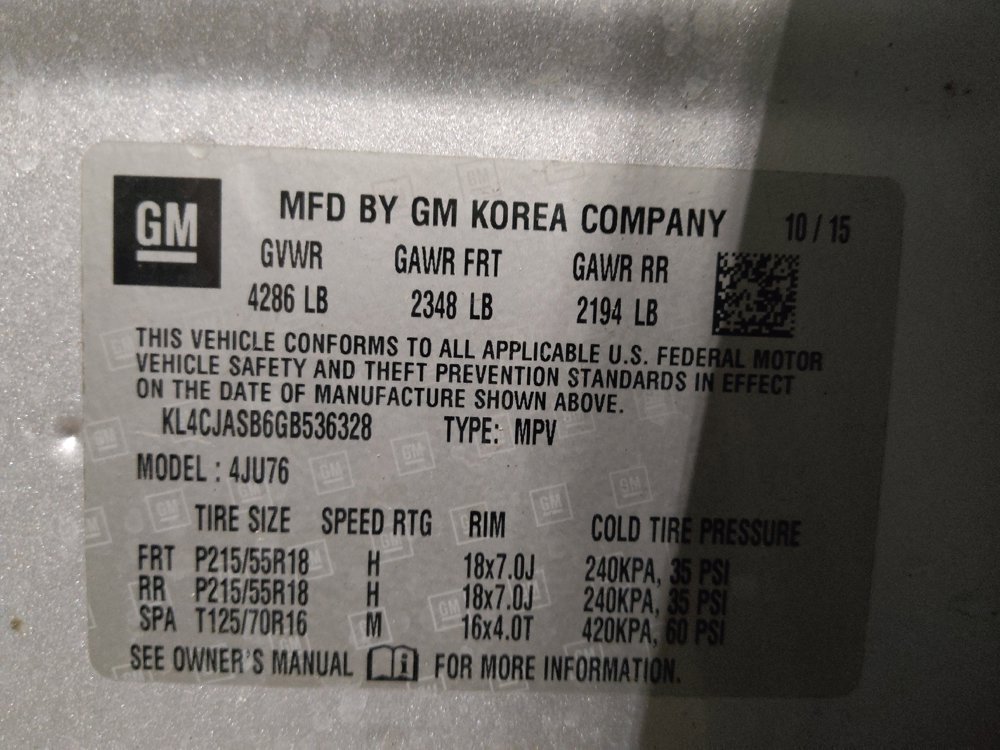 GM
MFD BY GM KOREA COMPANY 10 / 15
GVWR GAWR FRT GAWR RR
4286 LB 2348 LB 2194 LB
THIS VEHICLE CONFORMS TO ALL APPLICABLE U.S. FEDERAL MOTOR
VEHICLE SAFETY AND THEFT PREVENTION STANDARDS IN EFFECT
ON THE DATE OF MANUFACTURE SHOWN ABOVE.
KL4CJASB6GB536328 TYPE: MPV
MODEL : 4JU76
TIRE SIZE SPEED RTG RIM COLD TIRE PRESSURE
FRT P215/55R18 H 18x7.0J 240KPA, 35 PSI
RR P215/55R18 H 18x7.0J 240KPA, 35 PSI
SPA T125/70R16 M 16x4.0T 420KPA, 60 PSI
SEE OWNER'S MANUAL i FOR MORE INFORMATION.